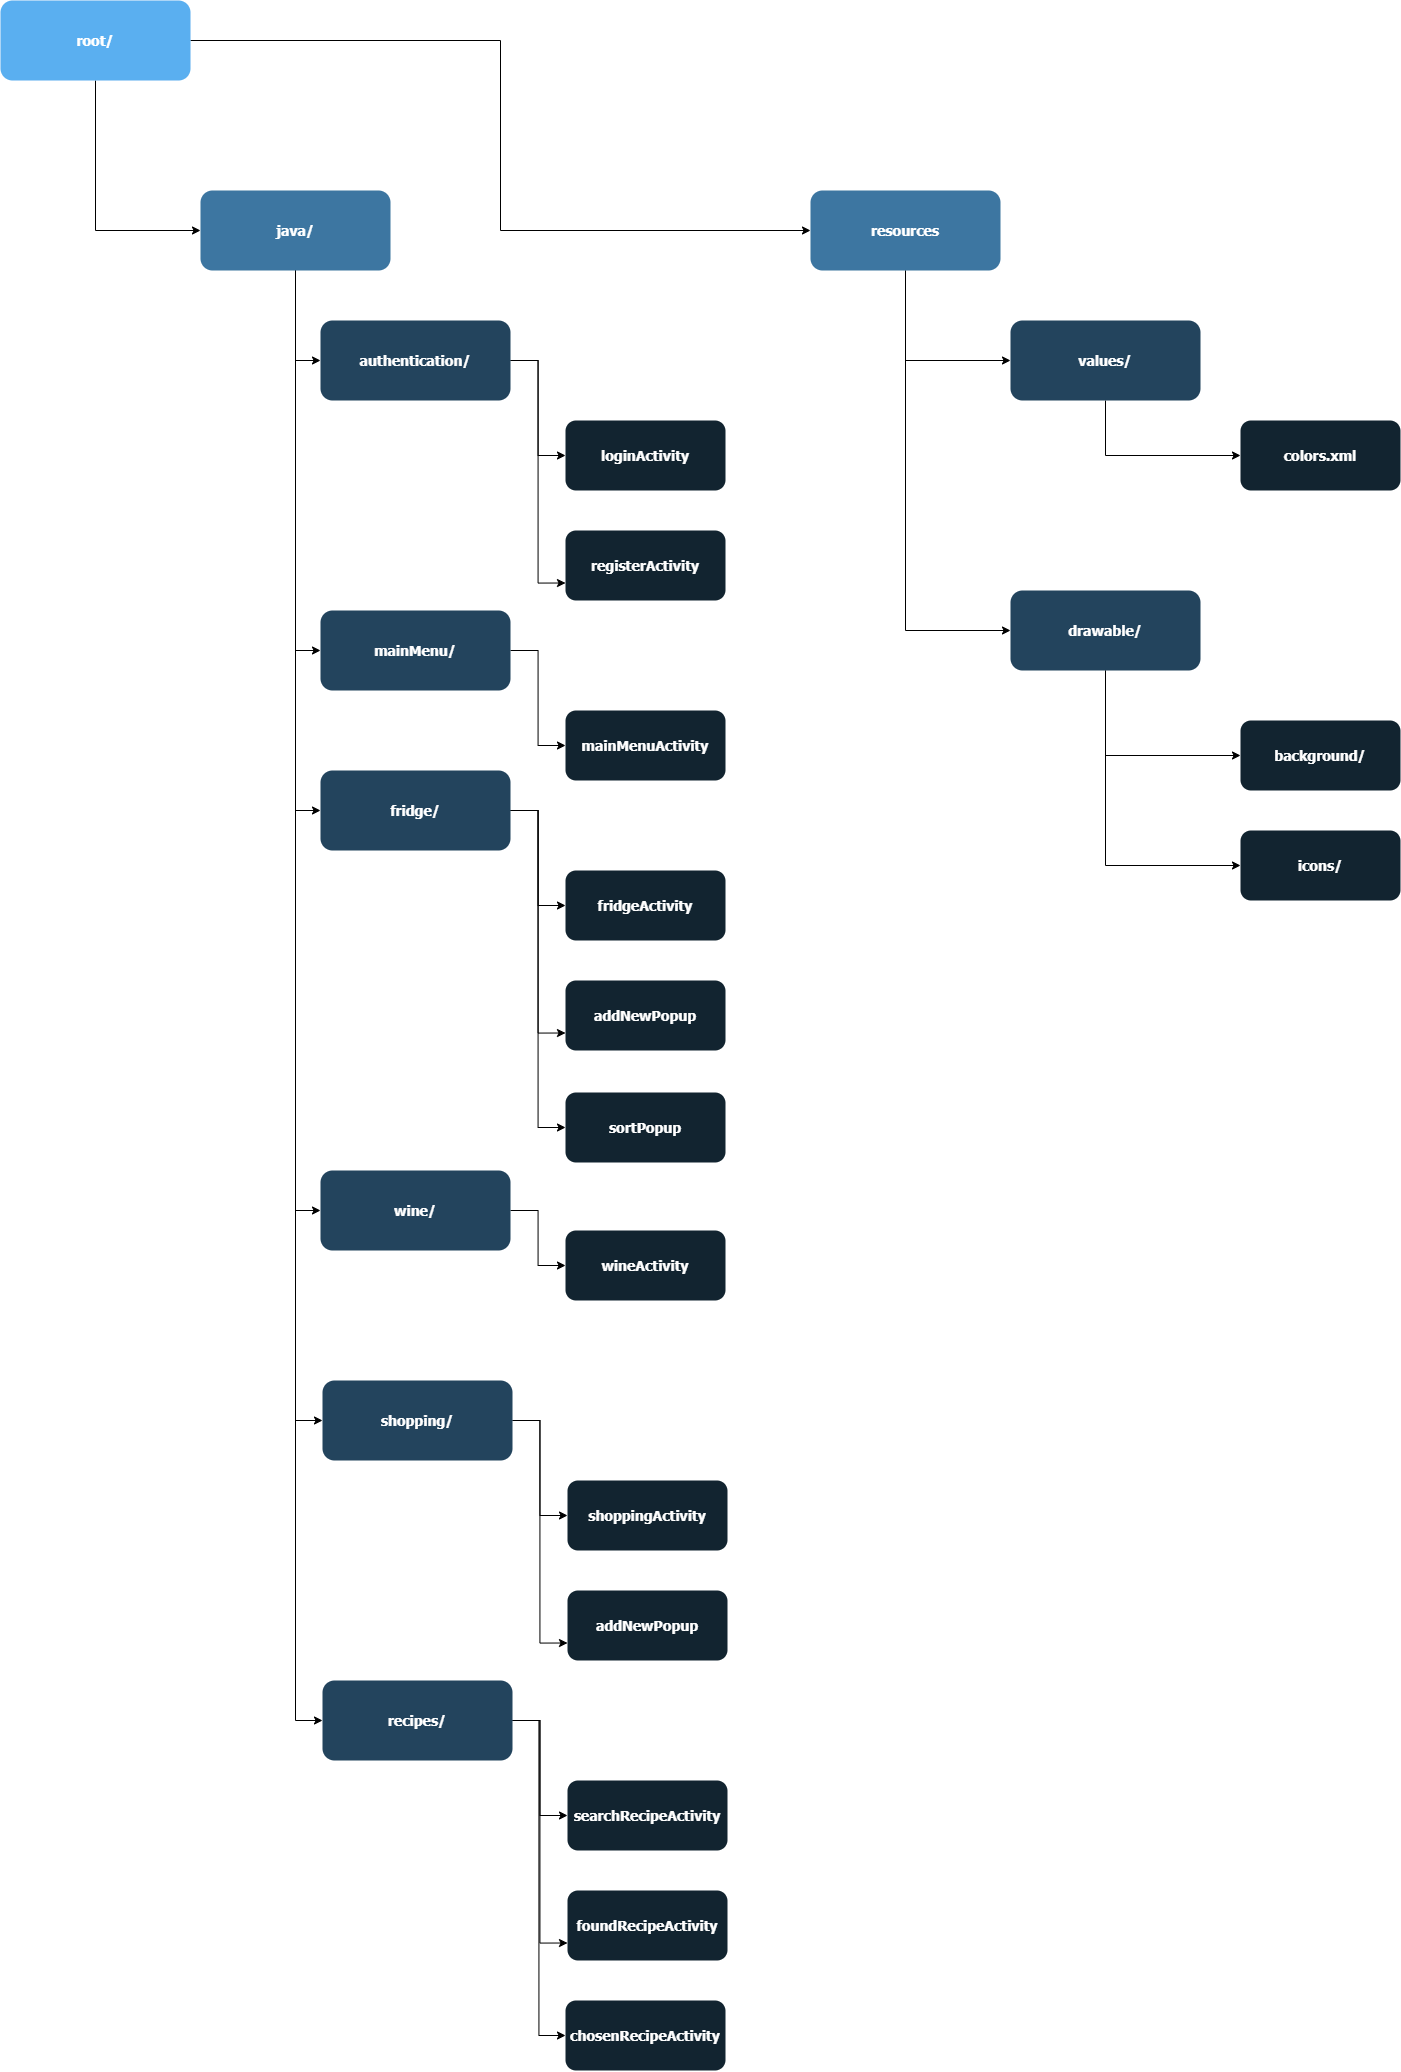 root/
java/
resources
authentication/
values/
loginActivity
colors.xml
registerActivity
mainMenu/
drawable/
mainMenuActivity
background/
fridge/
icons/
fridgeActivity
addNewPopup
sortPopup
wine/
wineActivity
shopping/
shoppingActivity
addNewPopup
recipes/
searchRecipeActivity
foundRecipeActivity
chosenRecipeActivity